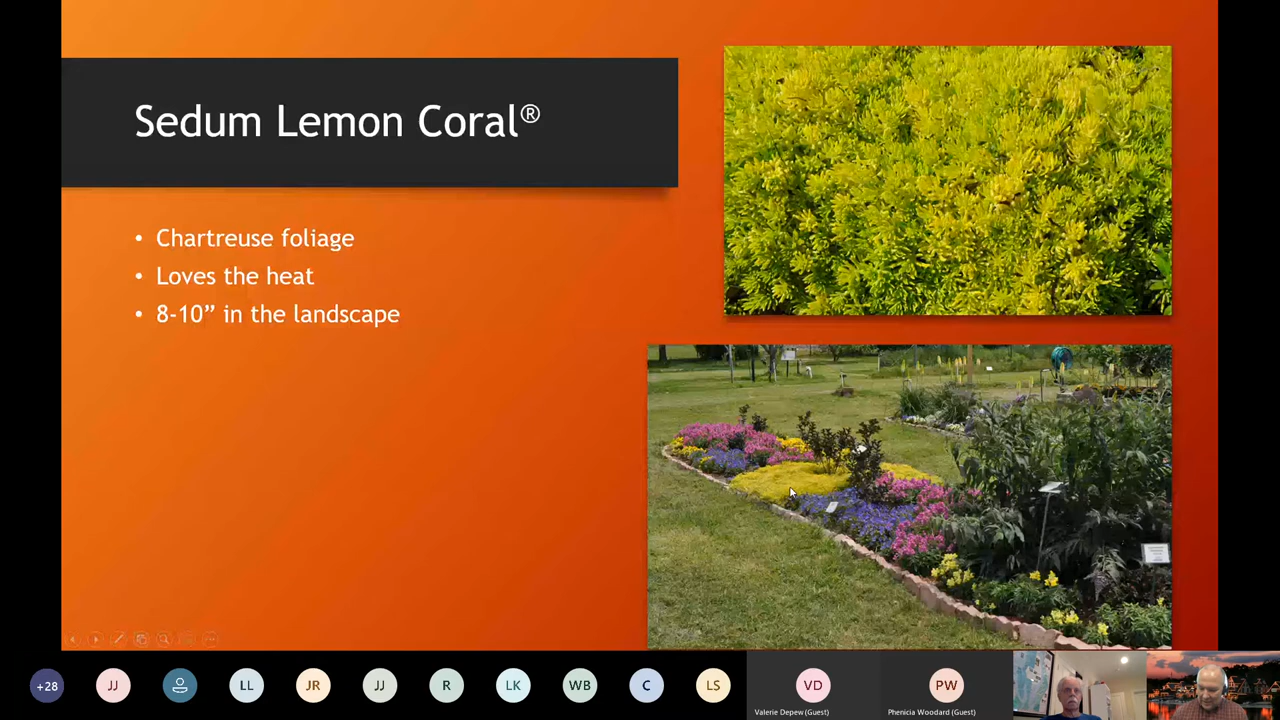 Sedum Lemon Coral®
• Chartreuse foliage
• Loves the heat
• 8-10” in the landscape
+28
JJ
LL
JR
JJ
R
LK
WB
C
LS
VD
PW
Valerie Depew (Guest)
Phenicia Woodard (Guest)